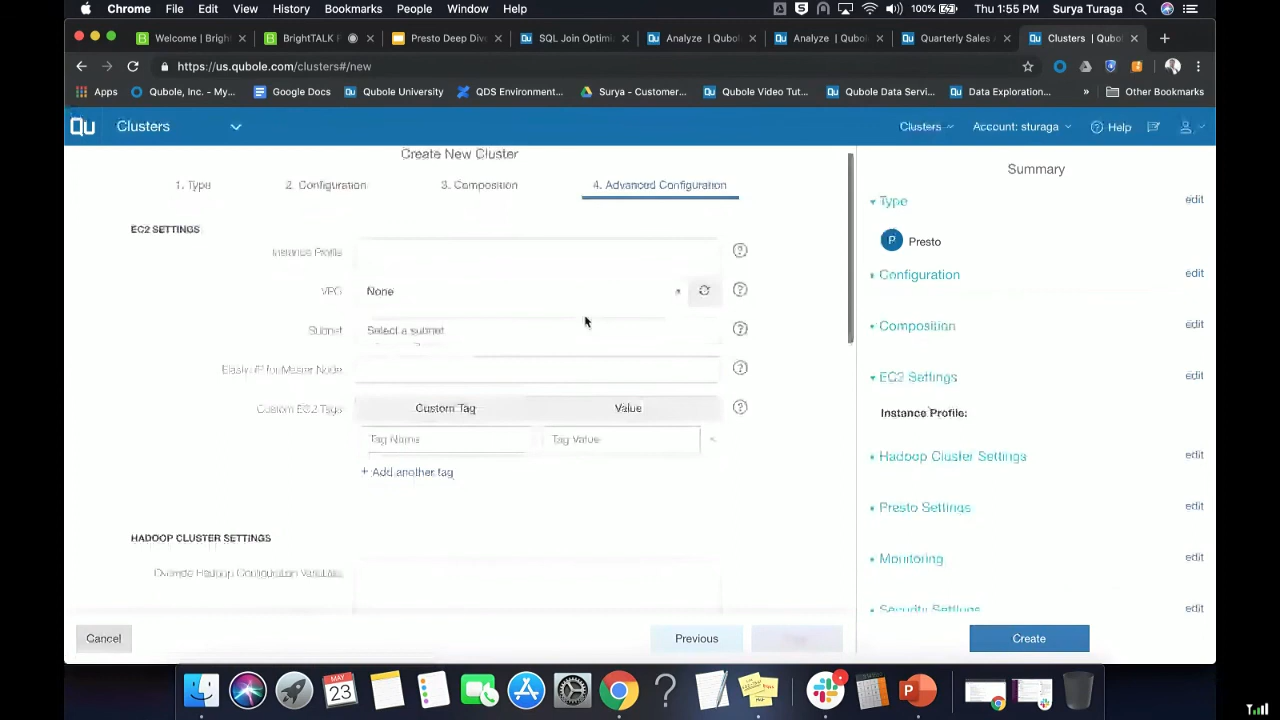 Chrome File Edit View History Bookmarks People Window Help 100% Thu 1:55 PM Surya Turaga
Welcome | Bright BrightTALK Presto Deep Dive SQL Join Optimi Analyze | Qubol Analyze | Qubol Quarterly Sales Clusters | Qubol
https://us.qubole.com/clusters#/new
Apps Qubole, Inc. - My... Google Docs Qubole University QDS Environment... Surya - Customer... Qubole Video Tut... Qubole Data Servi... Data Exploration... » Other Bookmarks
Qu Clusters Clusters Account: sturaga Help
Create New Cluster
1. Type 2. Configuration 3. Composition 4. Advanced Configuration
EC2 SETTINGS
Instance Profile
VPC None
Subnet Select a subnet
Elastic IP for Master Node
Custom EC2 Tags Custom Tag Value
Tag Name Tag Value
+ Add another tag
HADOOP CLUSTER SETTINGS
Override Hadoop Configuration Variables
Cancel Previous
Summary
Type edit
P Presto
Configuration edit
Composition edit
EC2 Settings edit
Instance Profile:
Hadoop Cluster Settings edit
Presto Settings edit
Monitoring edit
Security Settings edit
Create
MAY
23